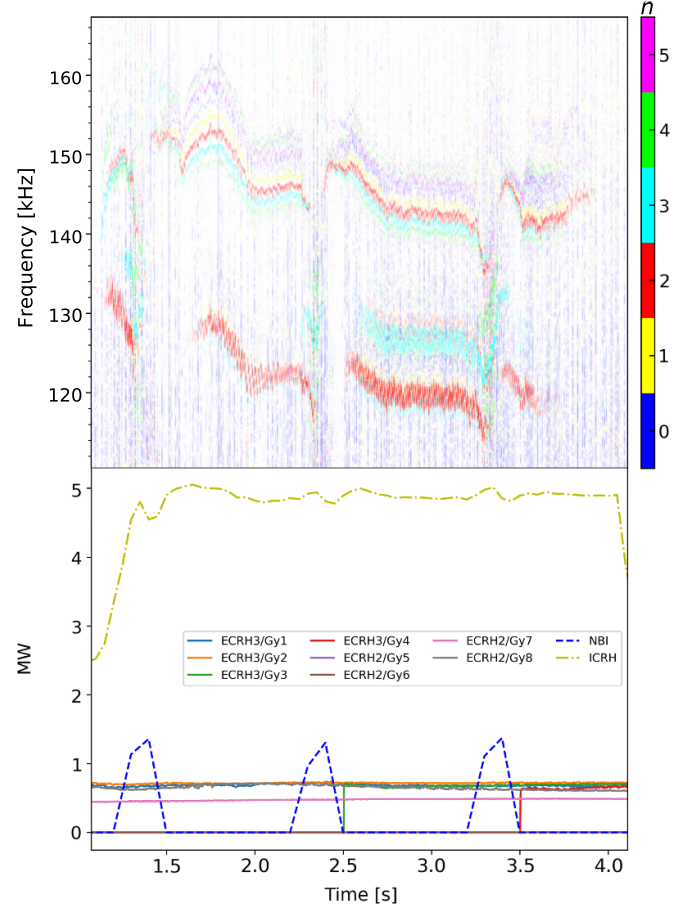 n
160
150
140
130
120
Frequency [kHz]
5
4
3
2
1
0
5
4
3
2
1
0
MW
ECRH3/Gy1 ECRH3/Gy4 ECRH2/Gy7 NBI
ECRH3/Gy2 ECRH2/Gy5 ECRH2/Gy8 ICRH
ECRH3/Gy3 ECRH2/Gy6
1.5 2.0 2.5 3.0 3.5 4.0
Time [s]